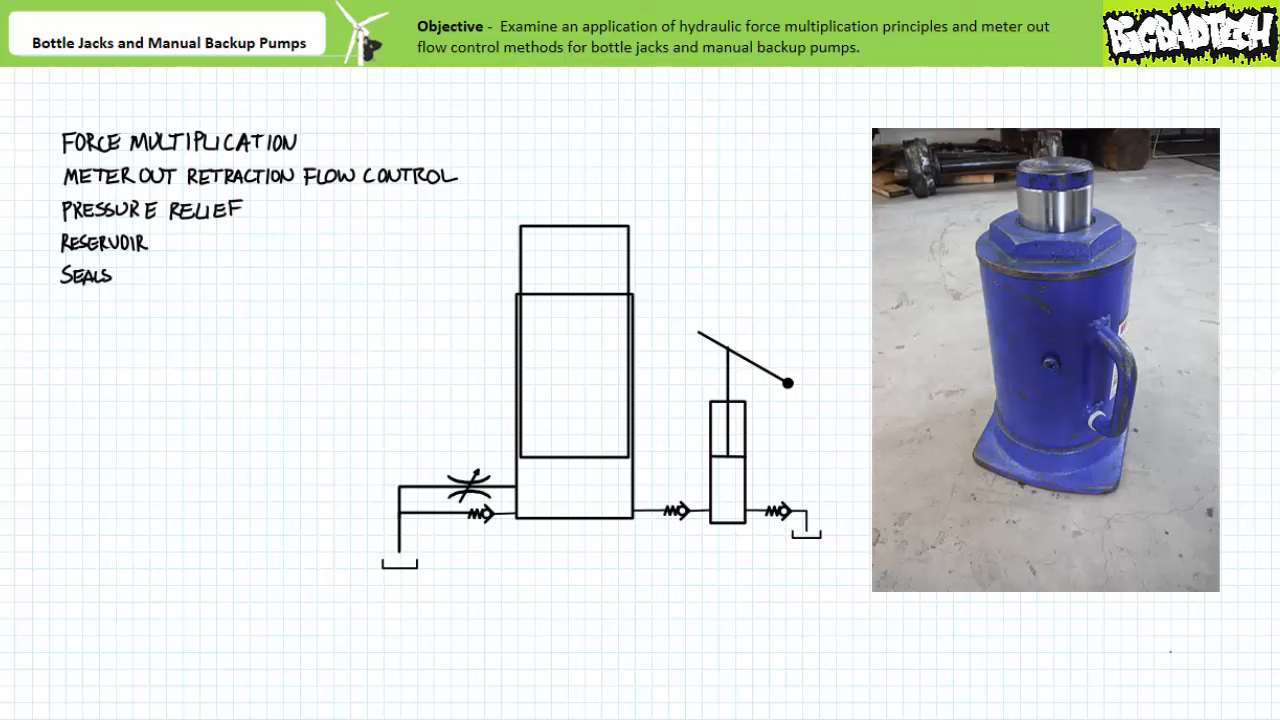 Bottle Jacks and Manual Backup Pumps
Objective - Examine an application of hydraulic force multiplication principles and meter out
flow control methods for bottle jacks and manual backup pumps.
BIGBADTECH
FORCE MULTIPLICATION
METER OUT RETRACTION FLOW CONTROL
PRESSURE RELIEF
RESERVOIR
SEALS